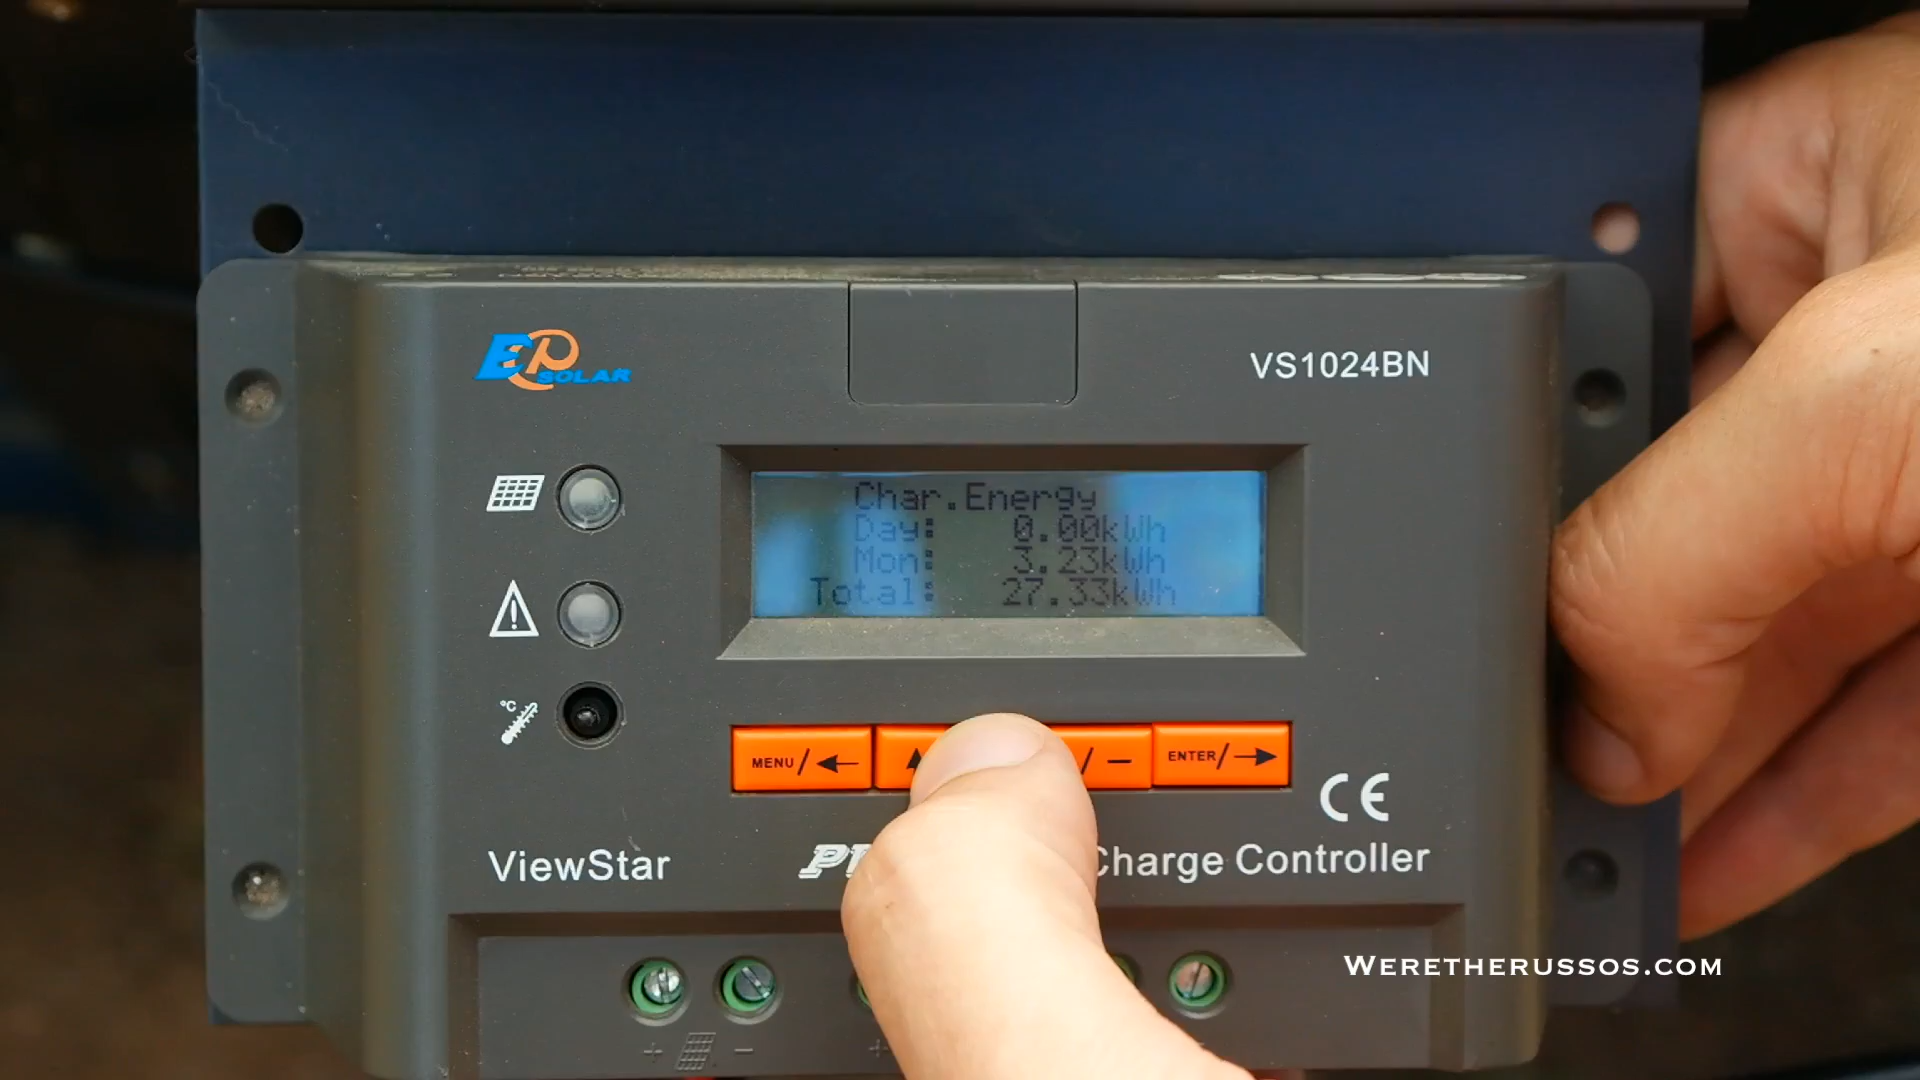 EP SOLAR
VS1024BN
Char.Energy
Day: 0.00kWh
Mon: 3.23kWh
Total: 27.33kWh
°C
MENU/←
/ −
ENTER/→
CE
ViewStar
Charge Controller
WERETHERUSSOS.COM
+ −
+